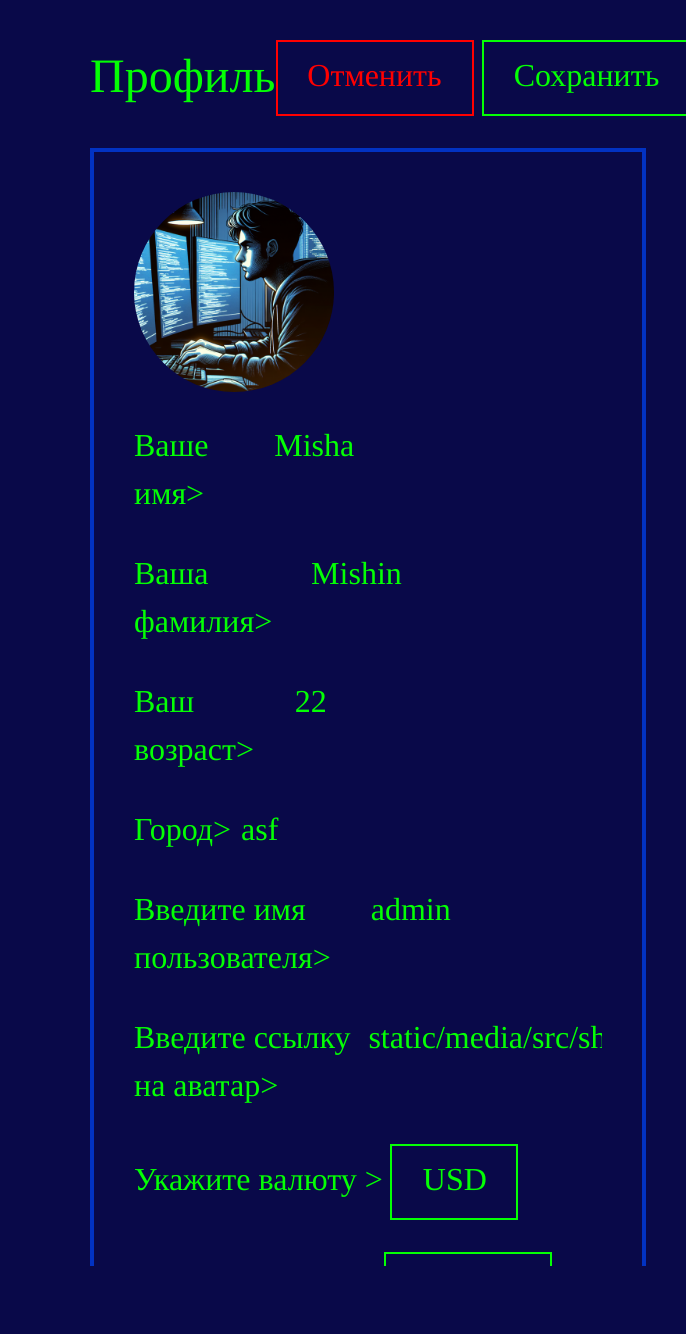 Профиль Отменить Сохранить
Ваше Misha
имя>
Ваша Mishin
фамилия>
Ваш 22
возраст>
Город> asf
Введите имя admin
пользователя>
Введите ссылку static/media/src/sh
на аватар>
Укажите валюту > USD